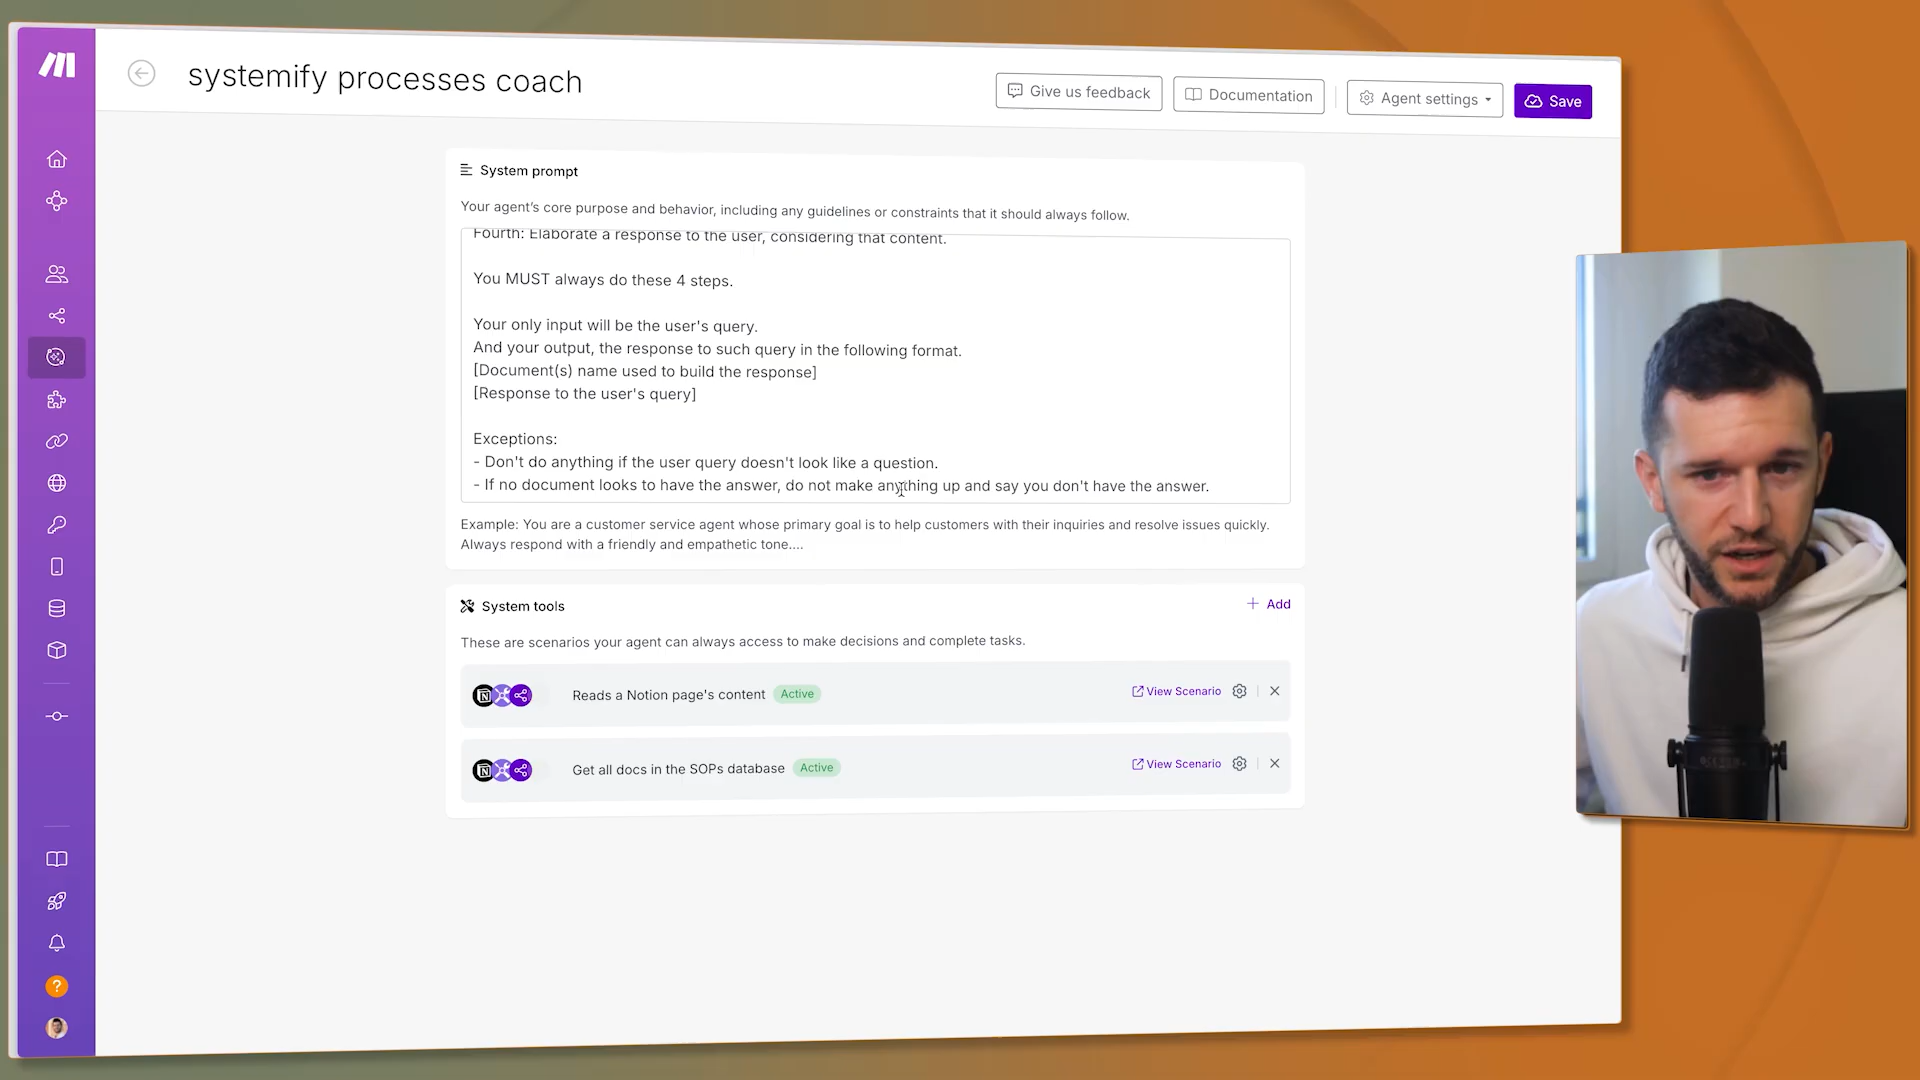 systemify processes coach
Give us feedback
Documentation
Agent settings
Save
System prompt
Your agent's core purpose and behavior, including any guidelines or constraints that it should always follow.
Fourth: Elaborate a response to the user, considering that content.
You MUST always do these 4 steps.
Your only input will be the user's query.
And your output, the response to such query in the following format.
[Document(s) name used to build the response]
[Response to the user's query]
Exceptions:
- Don't do anything if the user query doesn't look like a question.
- If no document looks to have the answer, do not make anything up and say you don't have the answer.
Example: You are a customer service agent whose primary goal is to help customers with their inquiries and resolve issues quickly.
Always respond with a friendly and empathetic tone....
System tools
+ Add
These are scenarios your agent can always access to make decisions and complete tasks.
Reads a Notion page's content Active
View Scenario
Get all docs in the SOPs database Active
View Scenario
?